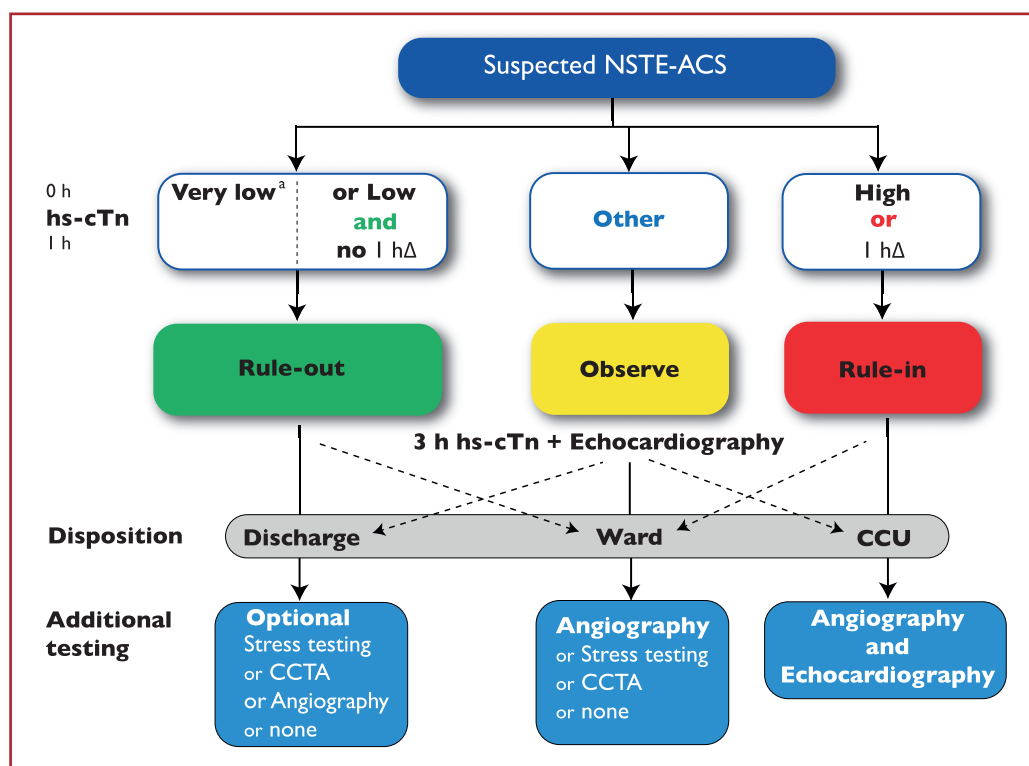 Suspected NSTE-ACS
0 h
hs-cTn
1 h
Very lowᵃ
or Low
and
no 1 hΔ
Other
High
or
1 hΔ
Rule-out
Observe
Rule-in
3 h hs-cTn + Echocardiography
Disposition
Discharge
Ward
CCU
Additional
testing
Optional
Stress testing
or CCTA
or Angiography
or none
Angiography
or Stress testing
or CCTA
or none
Angiography
and
Echocardiography